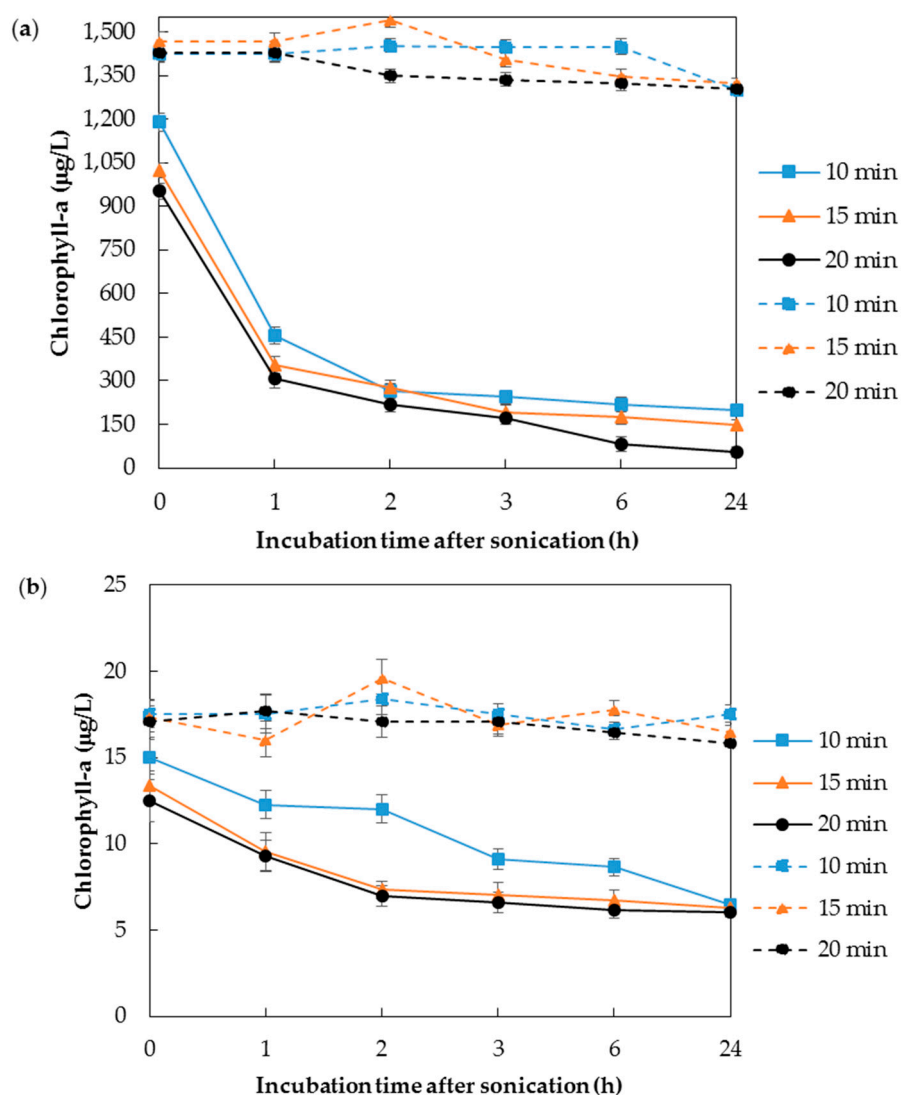 (a)
1,500
1,350
1,200
1,050
900
750
600
450
300
150
0
Chlorophyll-a (µg/L)
0 1 2 3 6 24
Incubation time after sonication (h)
10 min
15 min
20 min
10 min
15 min
20 min
(b)
25
20
15
10
5
0
Chlorophyll-a (µg/L)
0 1 2 3 6 24
Incubation time after sonication (h)
10 min
15 min
20 min
10 min
15 min
20 min